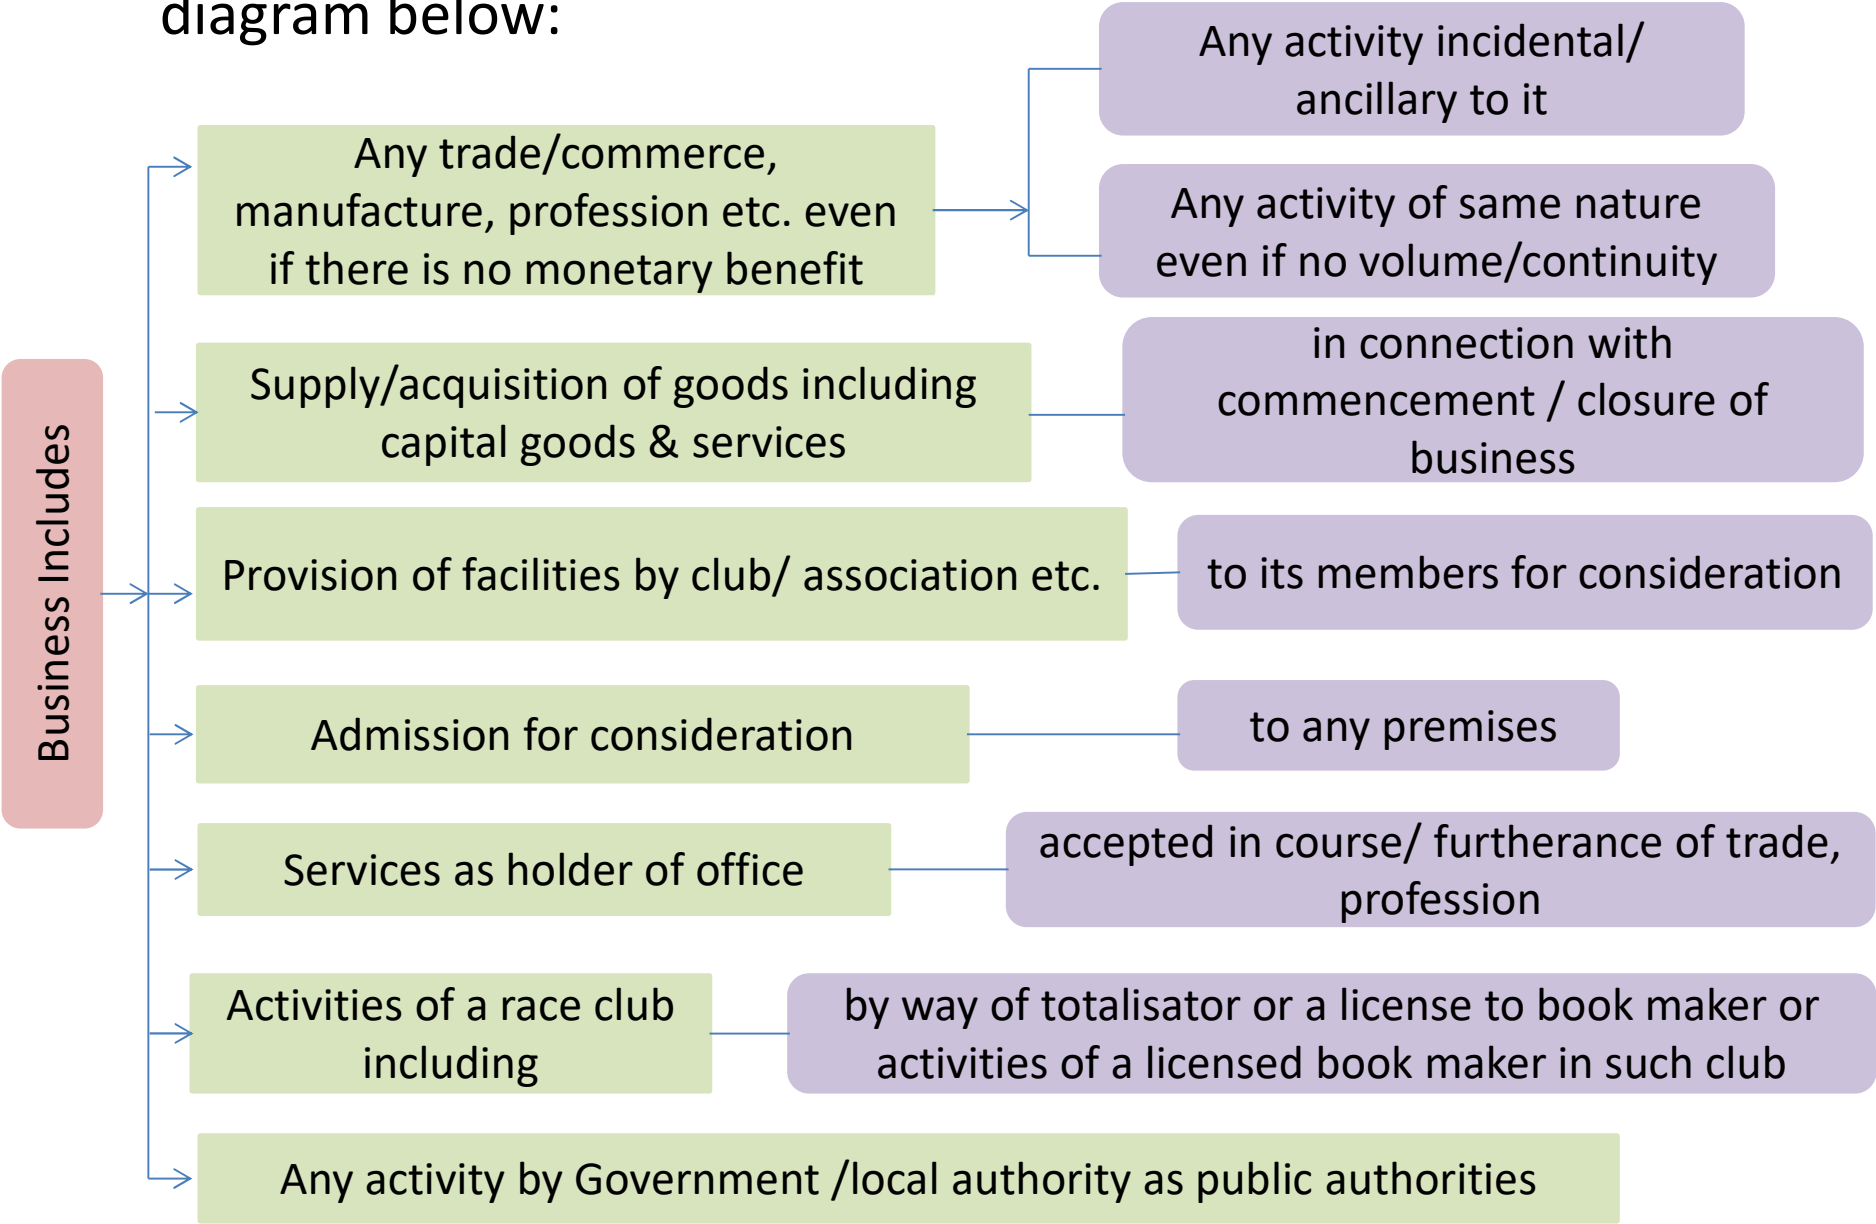 diagram below:
Business Includes
Any trade/commerce,
manufacture, profession etc. even
if there is no monetary benefit
Any activity incidental/
ancillary to it
Any activity of same nature
even if no volume/continuity
Supply/acquisition of goods including
capital goods & services
in connection with
commencement / closure of
business
Provision of facilities by club/ association etc.
to its members for consideration
Admission for consideration
to any premises
Services as holder of office
accepted in course/ furtherance of trade,
profession
Activities of a race club
including
by way of totalisator or a license to book maker or
activities of a licensed book maker in such club
Any activity by Government /local authority as public authorities